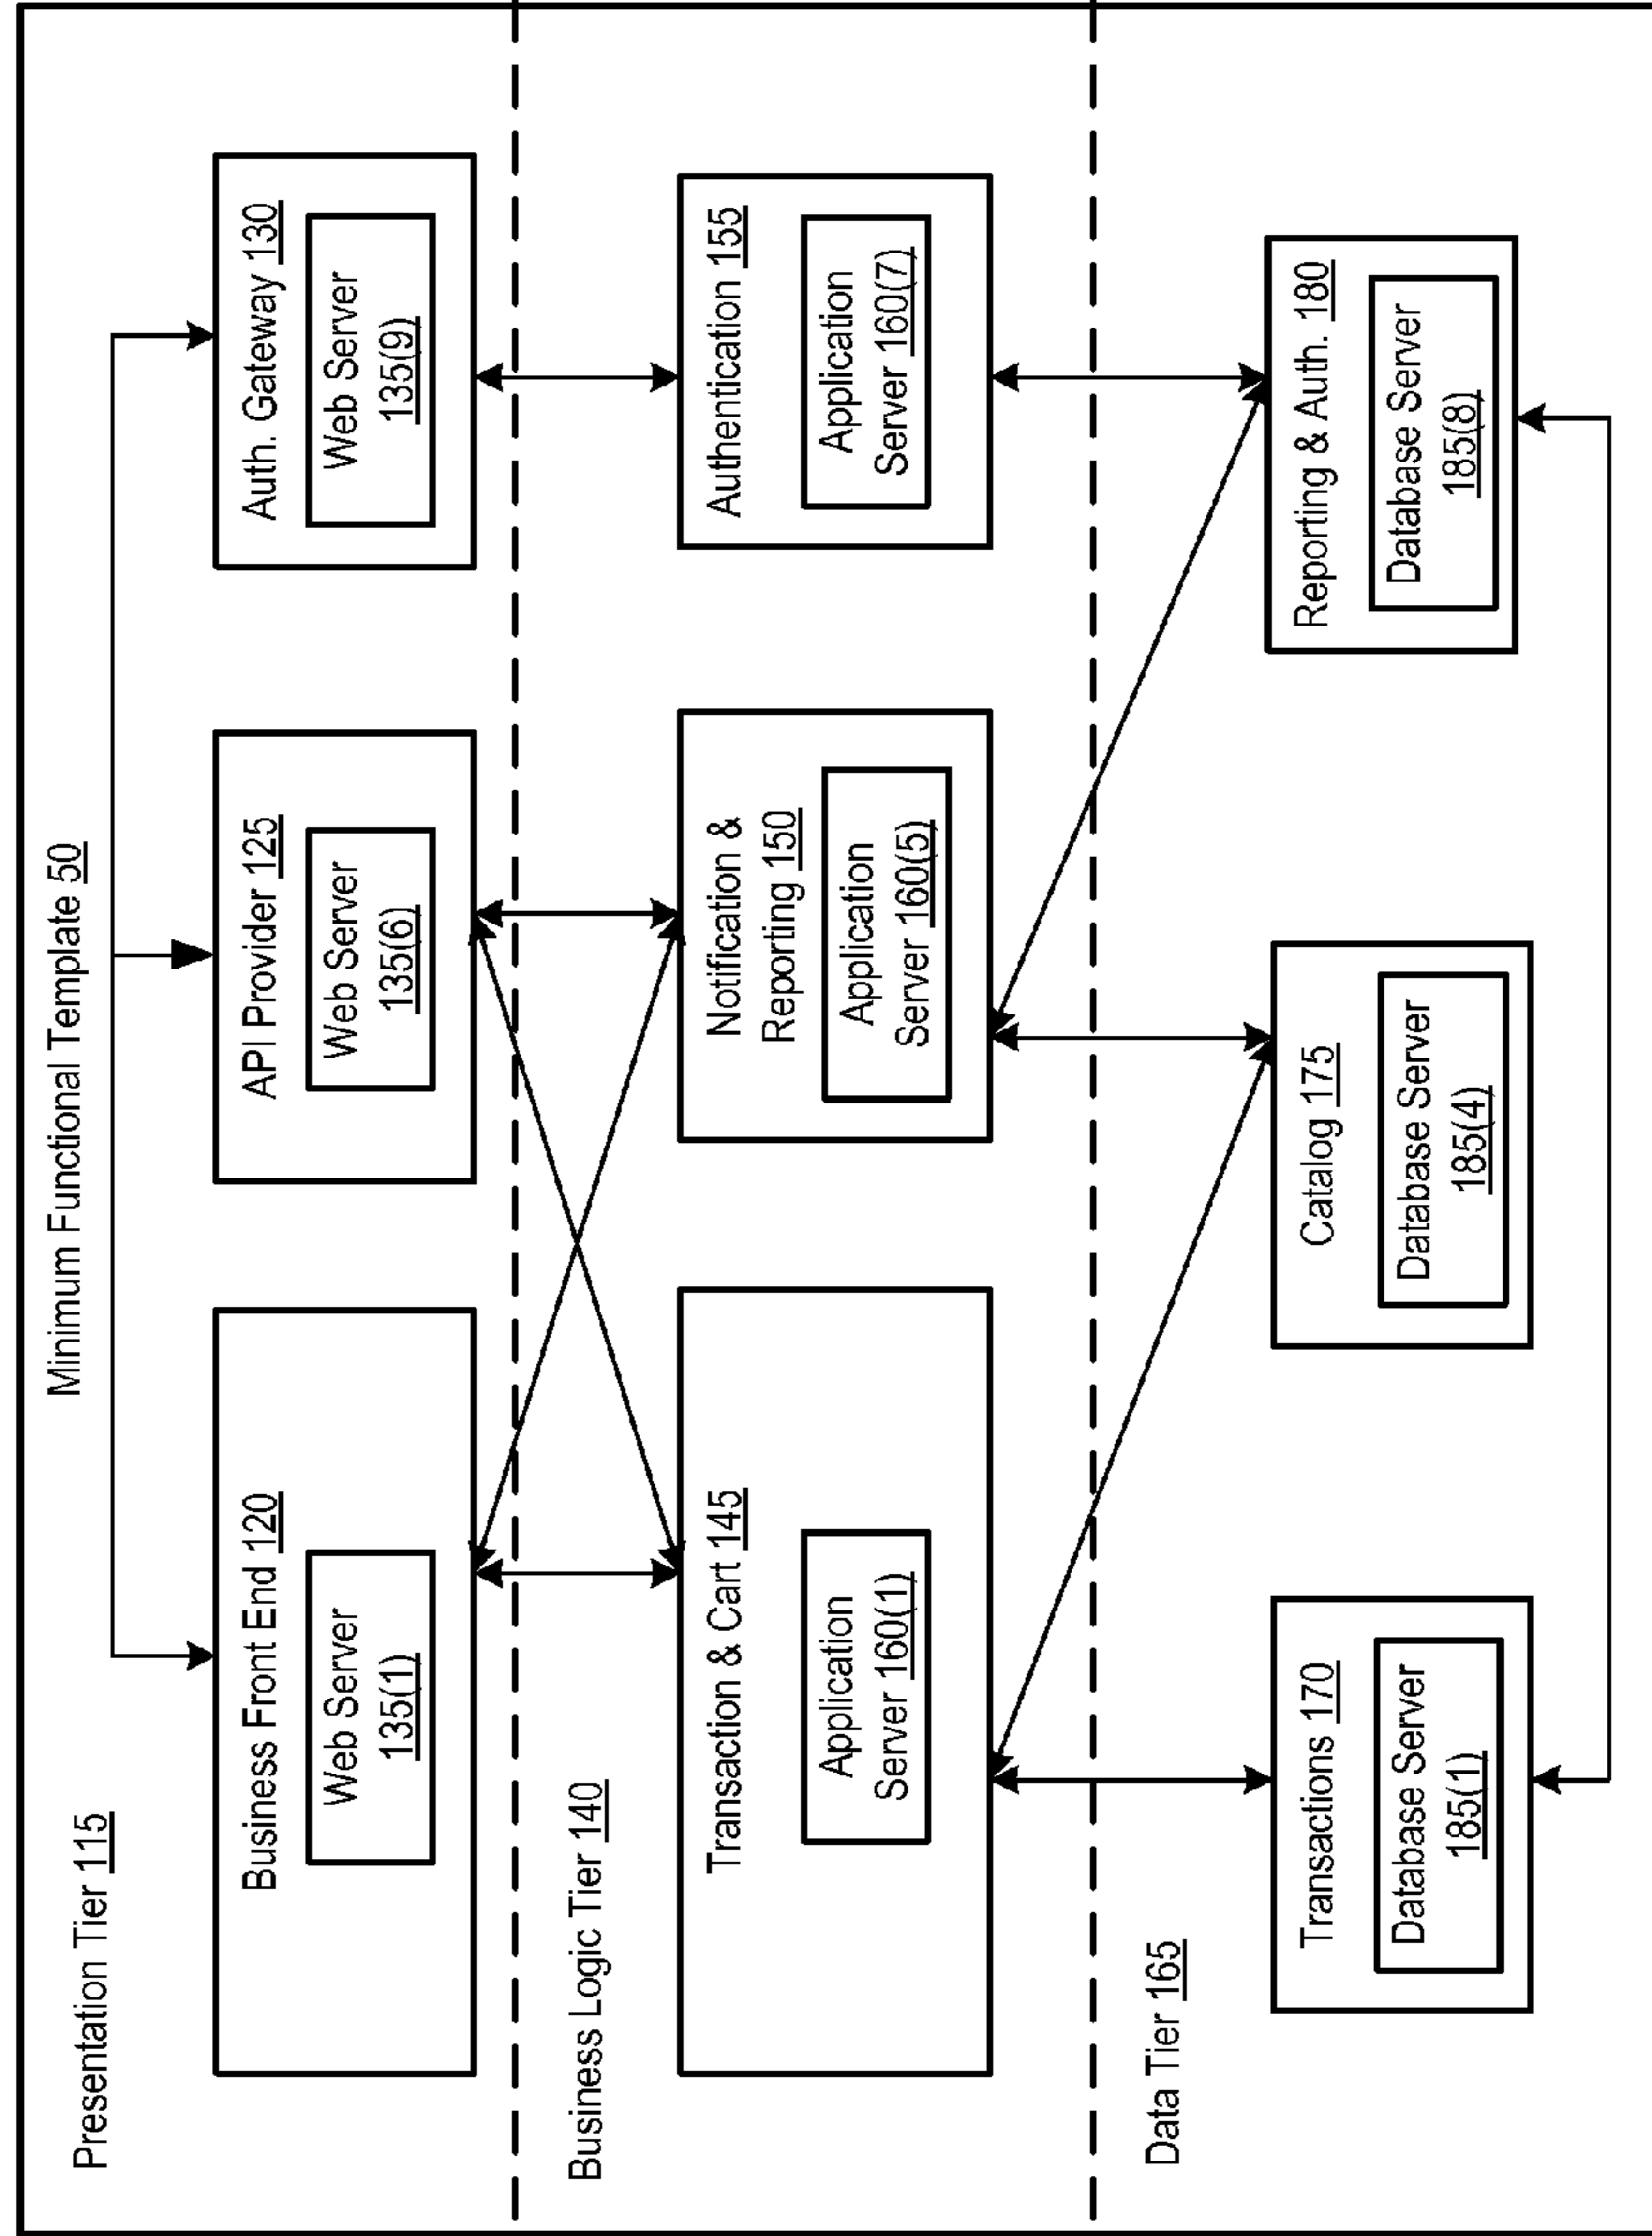 Minimum Functional Template 50
Presentation Tier 115
Business Front End 120
Web Server
135(1)
API Provider 125
Web Server
135(6)
Auth. Gateway 130
Web Server
135(9)
Business Logic Tier 140
Transaction & Cart 145
Application
Server 160(1)
Notification &
Reporting 150
Application
Server 160(5)
Authentication 155
Application
Server 160(7)
Data Tier 165
Transactions 170
Database Server
185(1)
Catalog 175
Database Server
185(4)
Reporting & Auth. 180
Database Server
185(8)